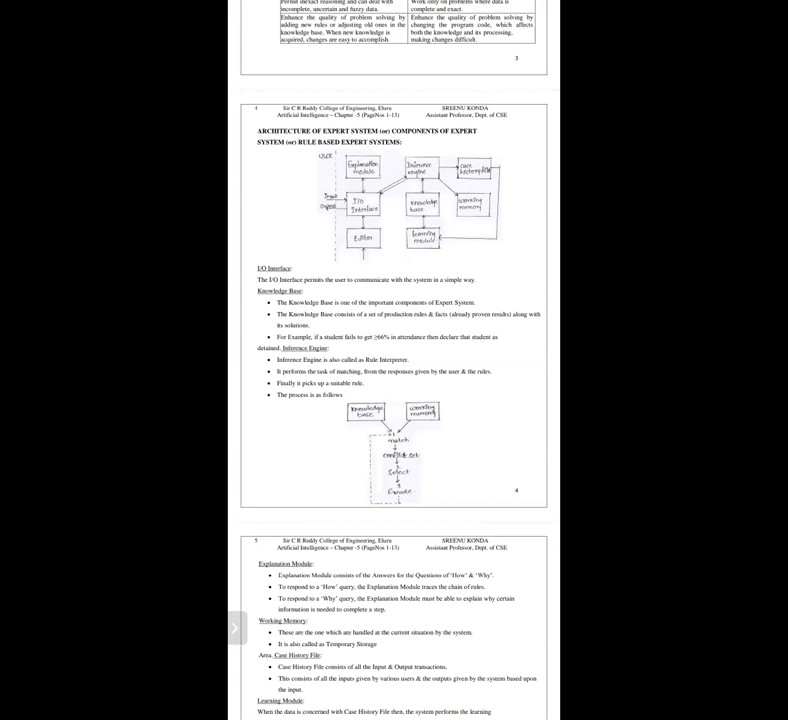 Permit inexact reasoning and can deal with
incomplete, uncertain and fuzzy data.
Work only on problems where data is
complete and exact.
Enhance the quality of problem solving by
adding new rules or adjusting old ones in the
knowledge base. When new knowledge is
acquired, changes are easy to accomplish.
Enhance the quality of problem solving by
changing the program code, which affects
both the knowledge and its processing,
making changes difficult.
3
4 Sir C R Reddy College of Engineering, Eluru SREENU KONDA
Artificial Intelligence – Chapter -5 (PageNos 1-13) Assistant Professor, Dept. of CSE
ARCHITECTURE OF EXPERT SYSTEM (or) COMPONENTS OF EXPERT
SYSTEM (or) RULE BASED EXPERT SYSTEMS:
USER
Explanation
module
Inference
engine
case
Input
Output
I/O
Interface
Knowledge
base
working
memory
Editor
Learning
module
I/O Interface:
The I/O Interface permits the user to communicate with the system in a simple way.
Knowledge Base:
• The Knowledge Base is one of the important components of Expert System.
• The Knowledge Base consists of a set of production rules & facts (already proven results) along with
its solutions.
• For Example, if a student fails to get ≥66% in attendance then declare that student as
detained. Inference Engine:
• Inference Engine is also called as Rule Interpreter.
• It performs the task of matching, from the responses given by the user & the rules.
• Finally it picks up a suitable rule.
• The process is as follows
Knowledge
base
working
memory
match
conflict set
Select
Execute
4
5 Sir C R Reddy College of Engineering, Eluru SREENU KONDA
Artificial Intelligence – Chapter -5 (PageNos 1-13) Assistant Professor, Dept. of CSE
Explanation Module:
• Explanation Module consists of the Answers for the Questions of ‘How’ & ‘Why’.
• To respond to a ‘How’ query, the Explanation Module traces the chain of rules.
• To respond to a ‘Why’ query, the Explanation Module must be able to explain why certain
information is needed to complete a step.
Working Memory:
• These are the one which are handled at the current situation by the system.
• It is also called as Temporary Storage
Area. Case History File:
• Case History File consists of all the Input & Output transactions.
• This consists of all the inputs given by various users & the outputs given by the system based upon
the input.
Learning Module:
When the data is concerned with Case History File then, the system performs the learning